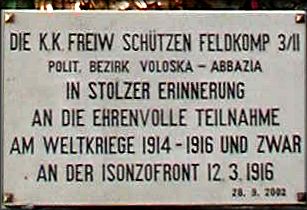 DIE K.K. FREIW SCHÜTZEN FELDKOMP 3/II
POLIT. BEZIRK VOLOSKA - ABBAZIA
IN STOLZER ERINNERUNG
AN DIE EHRENVOLLE TEILNAHME
AM WELTKRIEGE 1914 - 1916 UND ZWAR
AN DER ISONZOFRONT 12. 3. 1916
28. 9. 2002